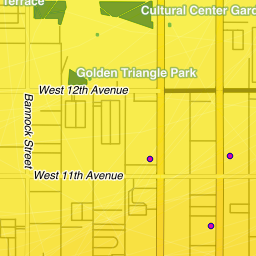 Terrace
Cultural Center Gard
Golden Triangle Park
West 12th Avenue
Bannock Street
West 11th Avenue